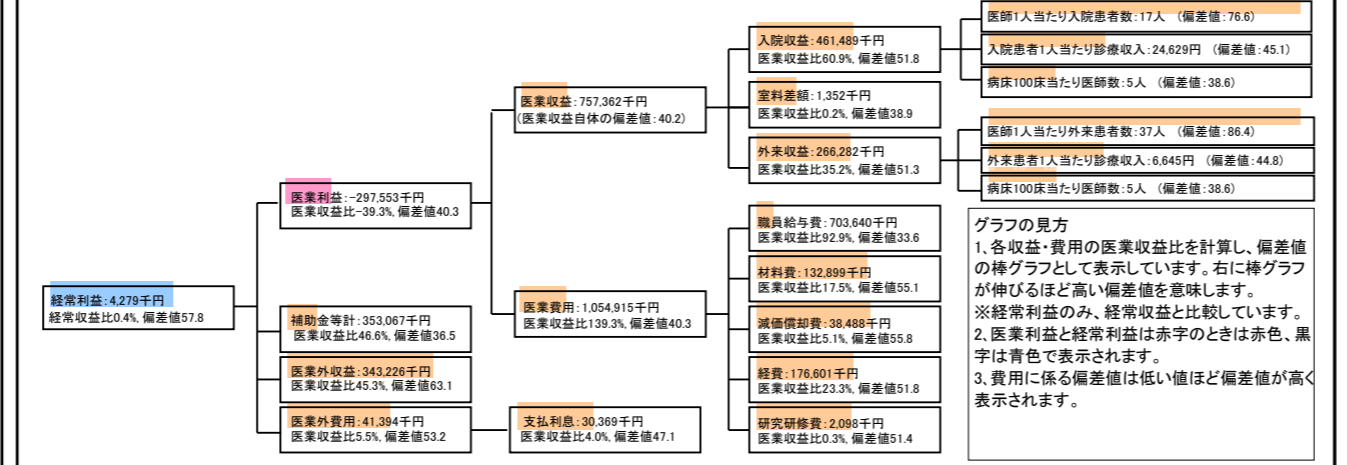 経常利益:4,279千円
経常収支比0.4%, 偏差値57.8
医業利益:-297,553千円
医業収益比-39.3%, 偏差値40.3
補助金等計:353,067千円
医業収益比46.6%, 偏差値36.5
医業外収益:343,226千円
医業収益比45.3%, 偏差値63.1
医業外費用:41,394千円
医業収益比5.5%, 偏差値53.2
医業収益:757,362千円
(医業収益自体の偏差値:40.2)
医業費用:1,054,915千円
医業収益比139.3%, 偏差値40.3
支払利息:30,369千円
医業収益比4.0%, 偏差値47.1
入院収益:461,489千円
医業収益比60.9%, 偏差値51.8
室料差額:1,352千円
医業収益比0.2%, 偏差値38.9
外来収益:266,282千円
医業収益比35.2%, 偏差値51.3
職員給与費:703,640千円
医業収益比92.9%, 偏差値33.6
材料費:132,899千円
医業収益比17.5%, 偏差値55.1
減価償却費:38,488千円
医業収益比5.1%, 偏差値55.8
経費:176,601千円
医業収益比23.3%, 偏差値51.8
研究研修費:2,098千円
医業収益比0.3%, 偏差値51.4
医師1人当たり入院患者数:17人 (偏差値:76.6)
入院患者1人当たり診療収入:24,629円 (偏差値:45.1)
病床100床当たり医師数:5人 (偏差値:38.6)
医師1人当たり外来患者数:37人 (偏差値:86.4)
外来患者1人当たり診療収入:6,645円 (偏差値:44.8)
病床100床当たり医師数:5人 (偏差値:38.6)
グラフの見方
1、各収益・費用の医業収益比を計算し、偏差値
の棒グラフとして表示しています。右に棒グラフ
が伸びるほど高い偏差値を意味します。
※経常利益のみ、経常収益と比較しています。
2、医業利益と経常利益は赤字のときは赤色、黒
字は青色で表示されます。
3、費用に係る偏差値は低い値ほど偏差値が高く
表示されます。